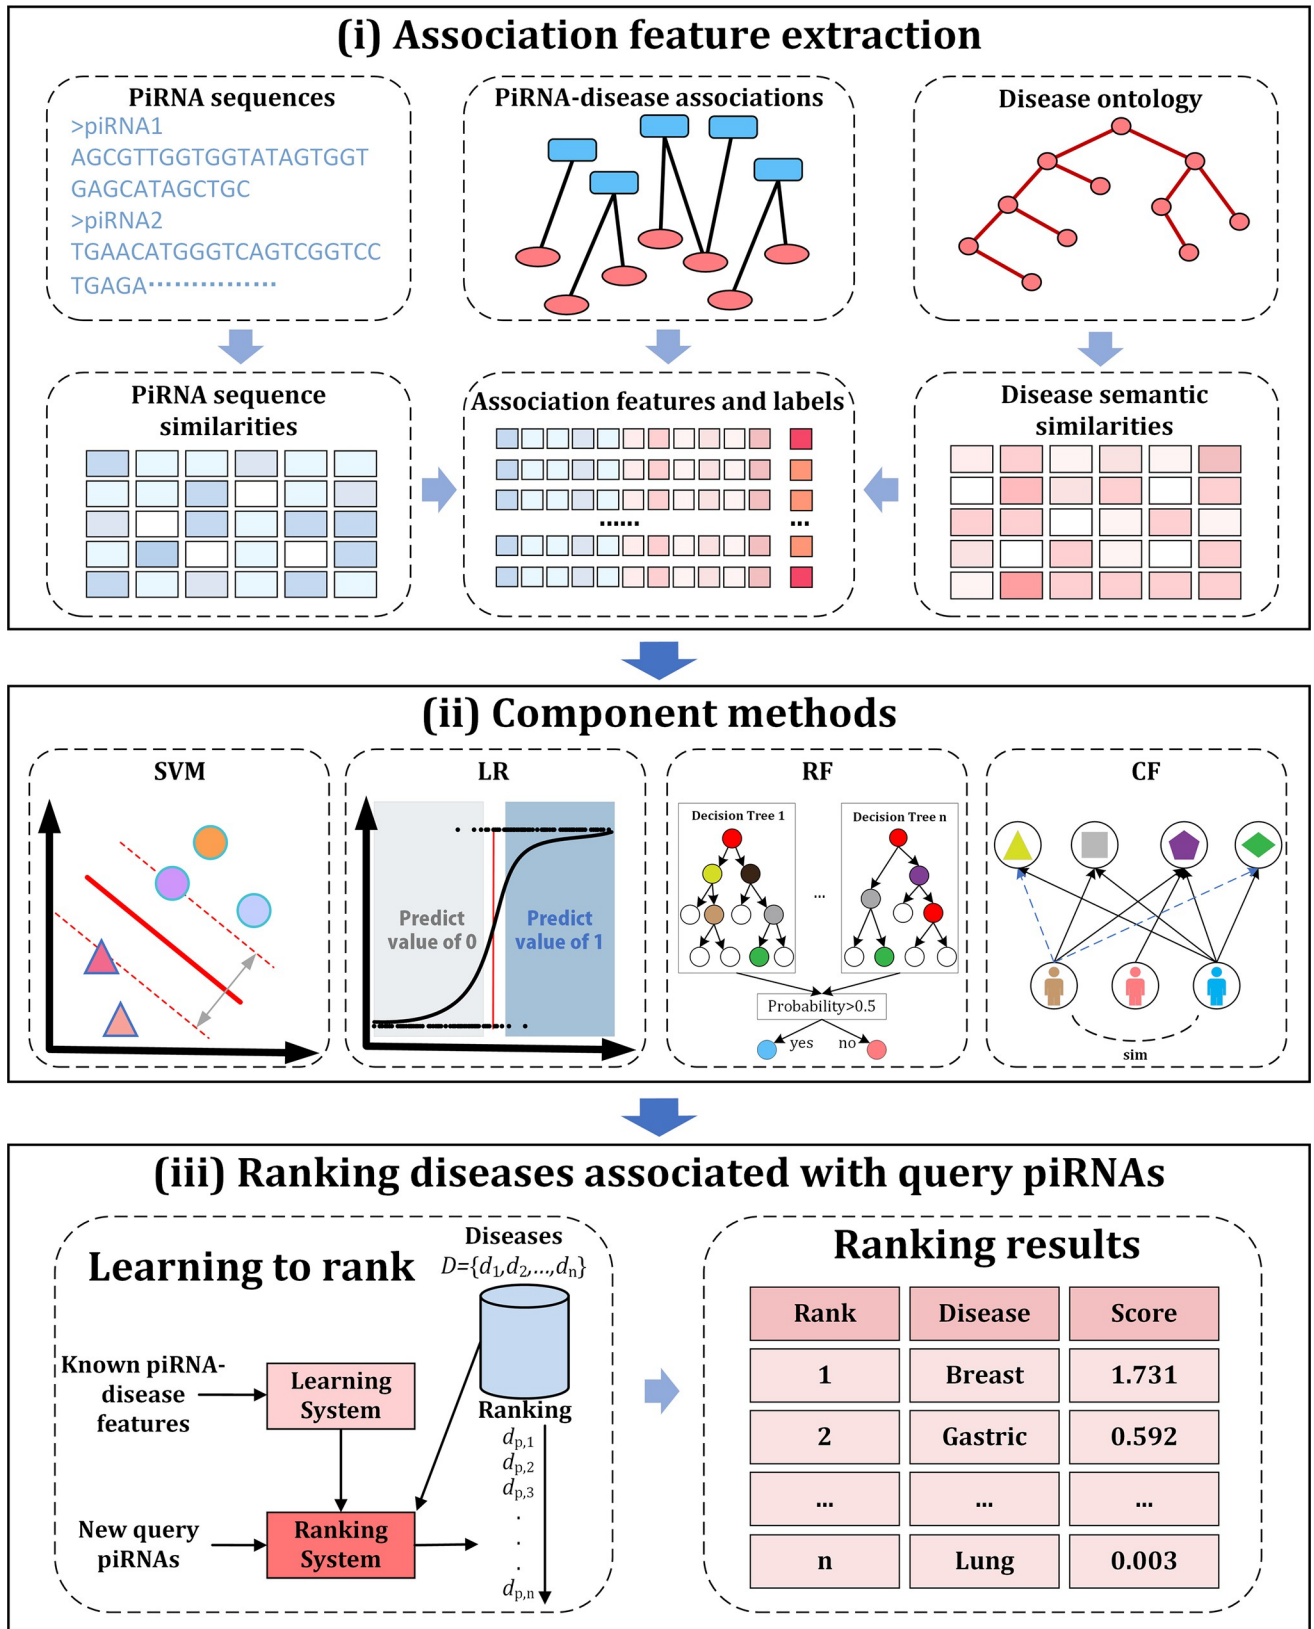 (i) Association feature extraction
PiRNA sequences
>piRNA1
AGCGTTGGTGGTATAGTGGT
GAGCATAGCTGC
>piRNA2
TGAACATGGGTCAGTCGGTCC
TGAGA……………
PiRNA-disease associations
Disease ontology
PiRNA sequence
similarities
Association features and labels
......
...
Disease semantic
similarities
(ii) Component methods
SVM
LR
Predict
value of 0
Predict
value of 1
RF
Decision Tree 1
...
Decision Tree n
Probability>0.5
yes
no
CF
sim
(iii) Ranking diseases associated with query piRNAs
Learning to rank
Diseases
D={d1,d2,...,dn}
Known piRNA-
disease
features
Learning
System
New query
piRNAs
Ranking
System
Ranking
dp,1
dp,2
dp,3
.
.
.
dp,n
Ranking results
Rank Disease Score
1 Breast 1.731
2 Gastric 0.592
... ... ...
n Lung 0.003